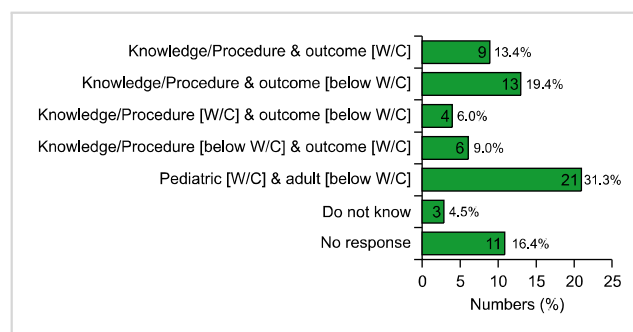 Knowledge/Procedure & outcome [W/C] 9 13.4%
Knowledge/Procedure & outcome [below W/C] 13 19.4%
Knowledge/Procedure [W/C] & outcome [below W/C] 4 6.0%
Knowledge/Procedure [below W/C] & outcome [W/C] 6 9.0%
Pediatric [W/C] & adult [below W/C] 21 31.3%
Do not know 3 4.5%
No response 11 16.4%
0 5 10 15 20 25
Numbers (%)